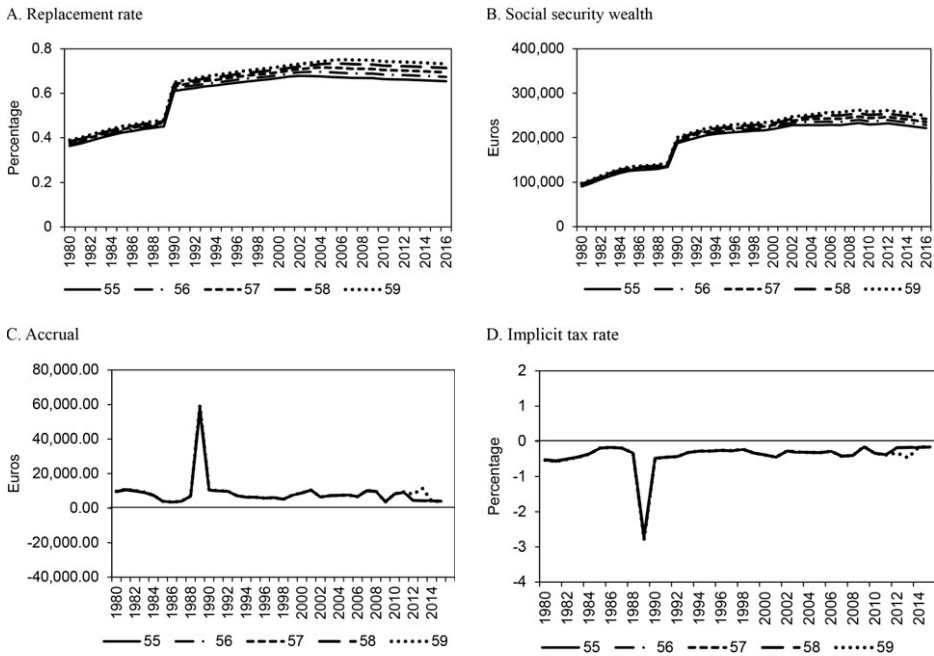 A. Replacement rate
0.8
0.6
0.4
0.2
0
Percentage
1980 1982 1984 1986 1988 1990 1992 1994 1996 1998 2000 2002 2004 2006 2008 2010 2012 2014 2016
55 56 57 58 59
B. Social security wealth
400,000
300,000
200,000
100,000
0
Euros
1980 1982 1984 1986 1988 1990 1992 1994 1996 1998 2000 2002 2004 2006 2008 2010 2012 2014 2016
55 56 57 58 59
C. Accrual
80,000.00
60,000.00
40,000.00
20,000.00
0.00
-20,000.00
-40,000.00
Euros
1980 1982 1984 1986 1988 1990 1992 1994 1996 1998 2000 2002 2004 2006 2008 2010 2012 2014
55 56 57 58 59
D. Implicit tax rate
2
1
0
-1
-2
-3
-4
Percentage
1980 1982 1984 1986 1988 1990 1992 1994 1996 1998 2000 2002 2004 2006 2008 2010 2012 2014
55 56 57 58 59